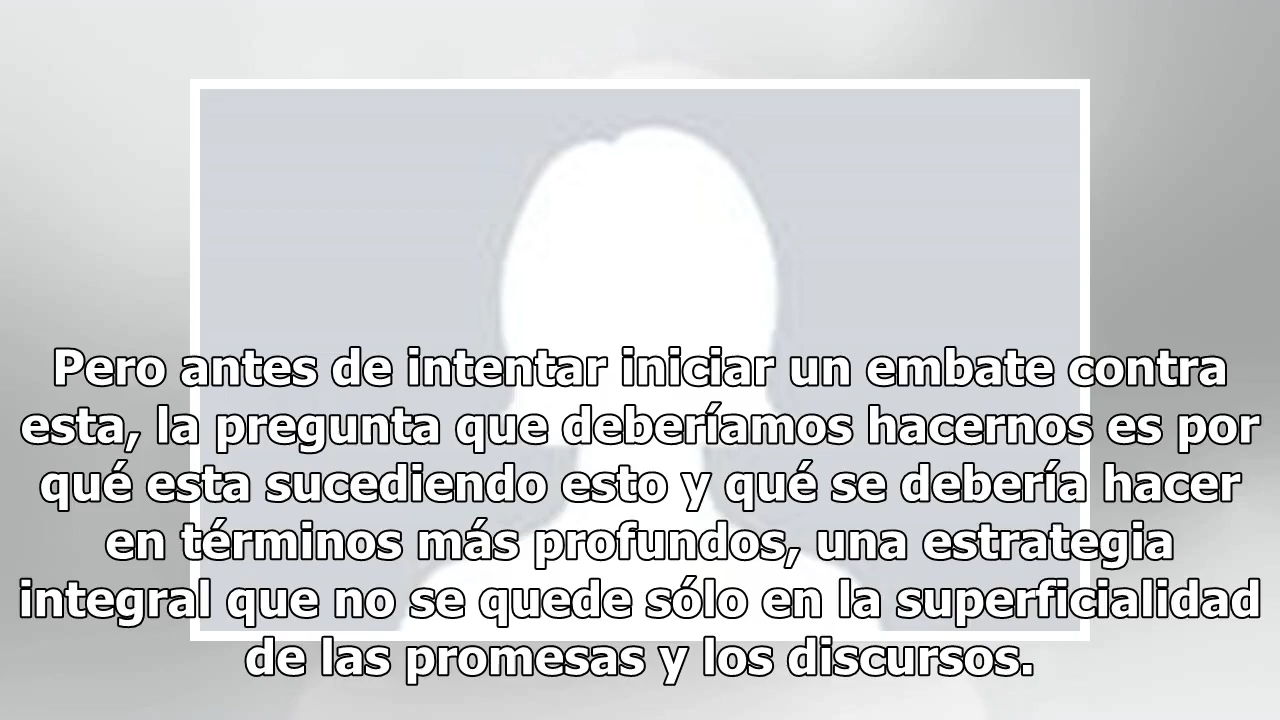 Pero antes de intentar iniciar un embate contra
esta, la pregunta que deberíamos hacernos es por
qué esta sucediendo esto y qué se debería hacer
en términos más profundos, una estrategia
integral que no se quede sólo en la superficialidad
de las promesas y los discursos.